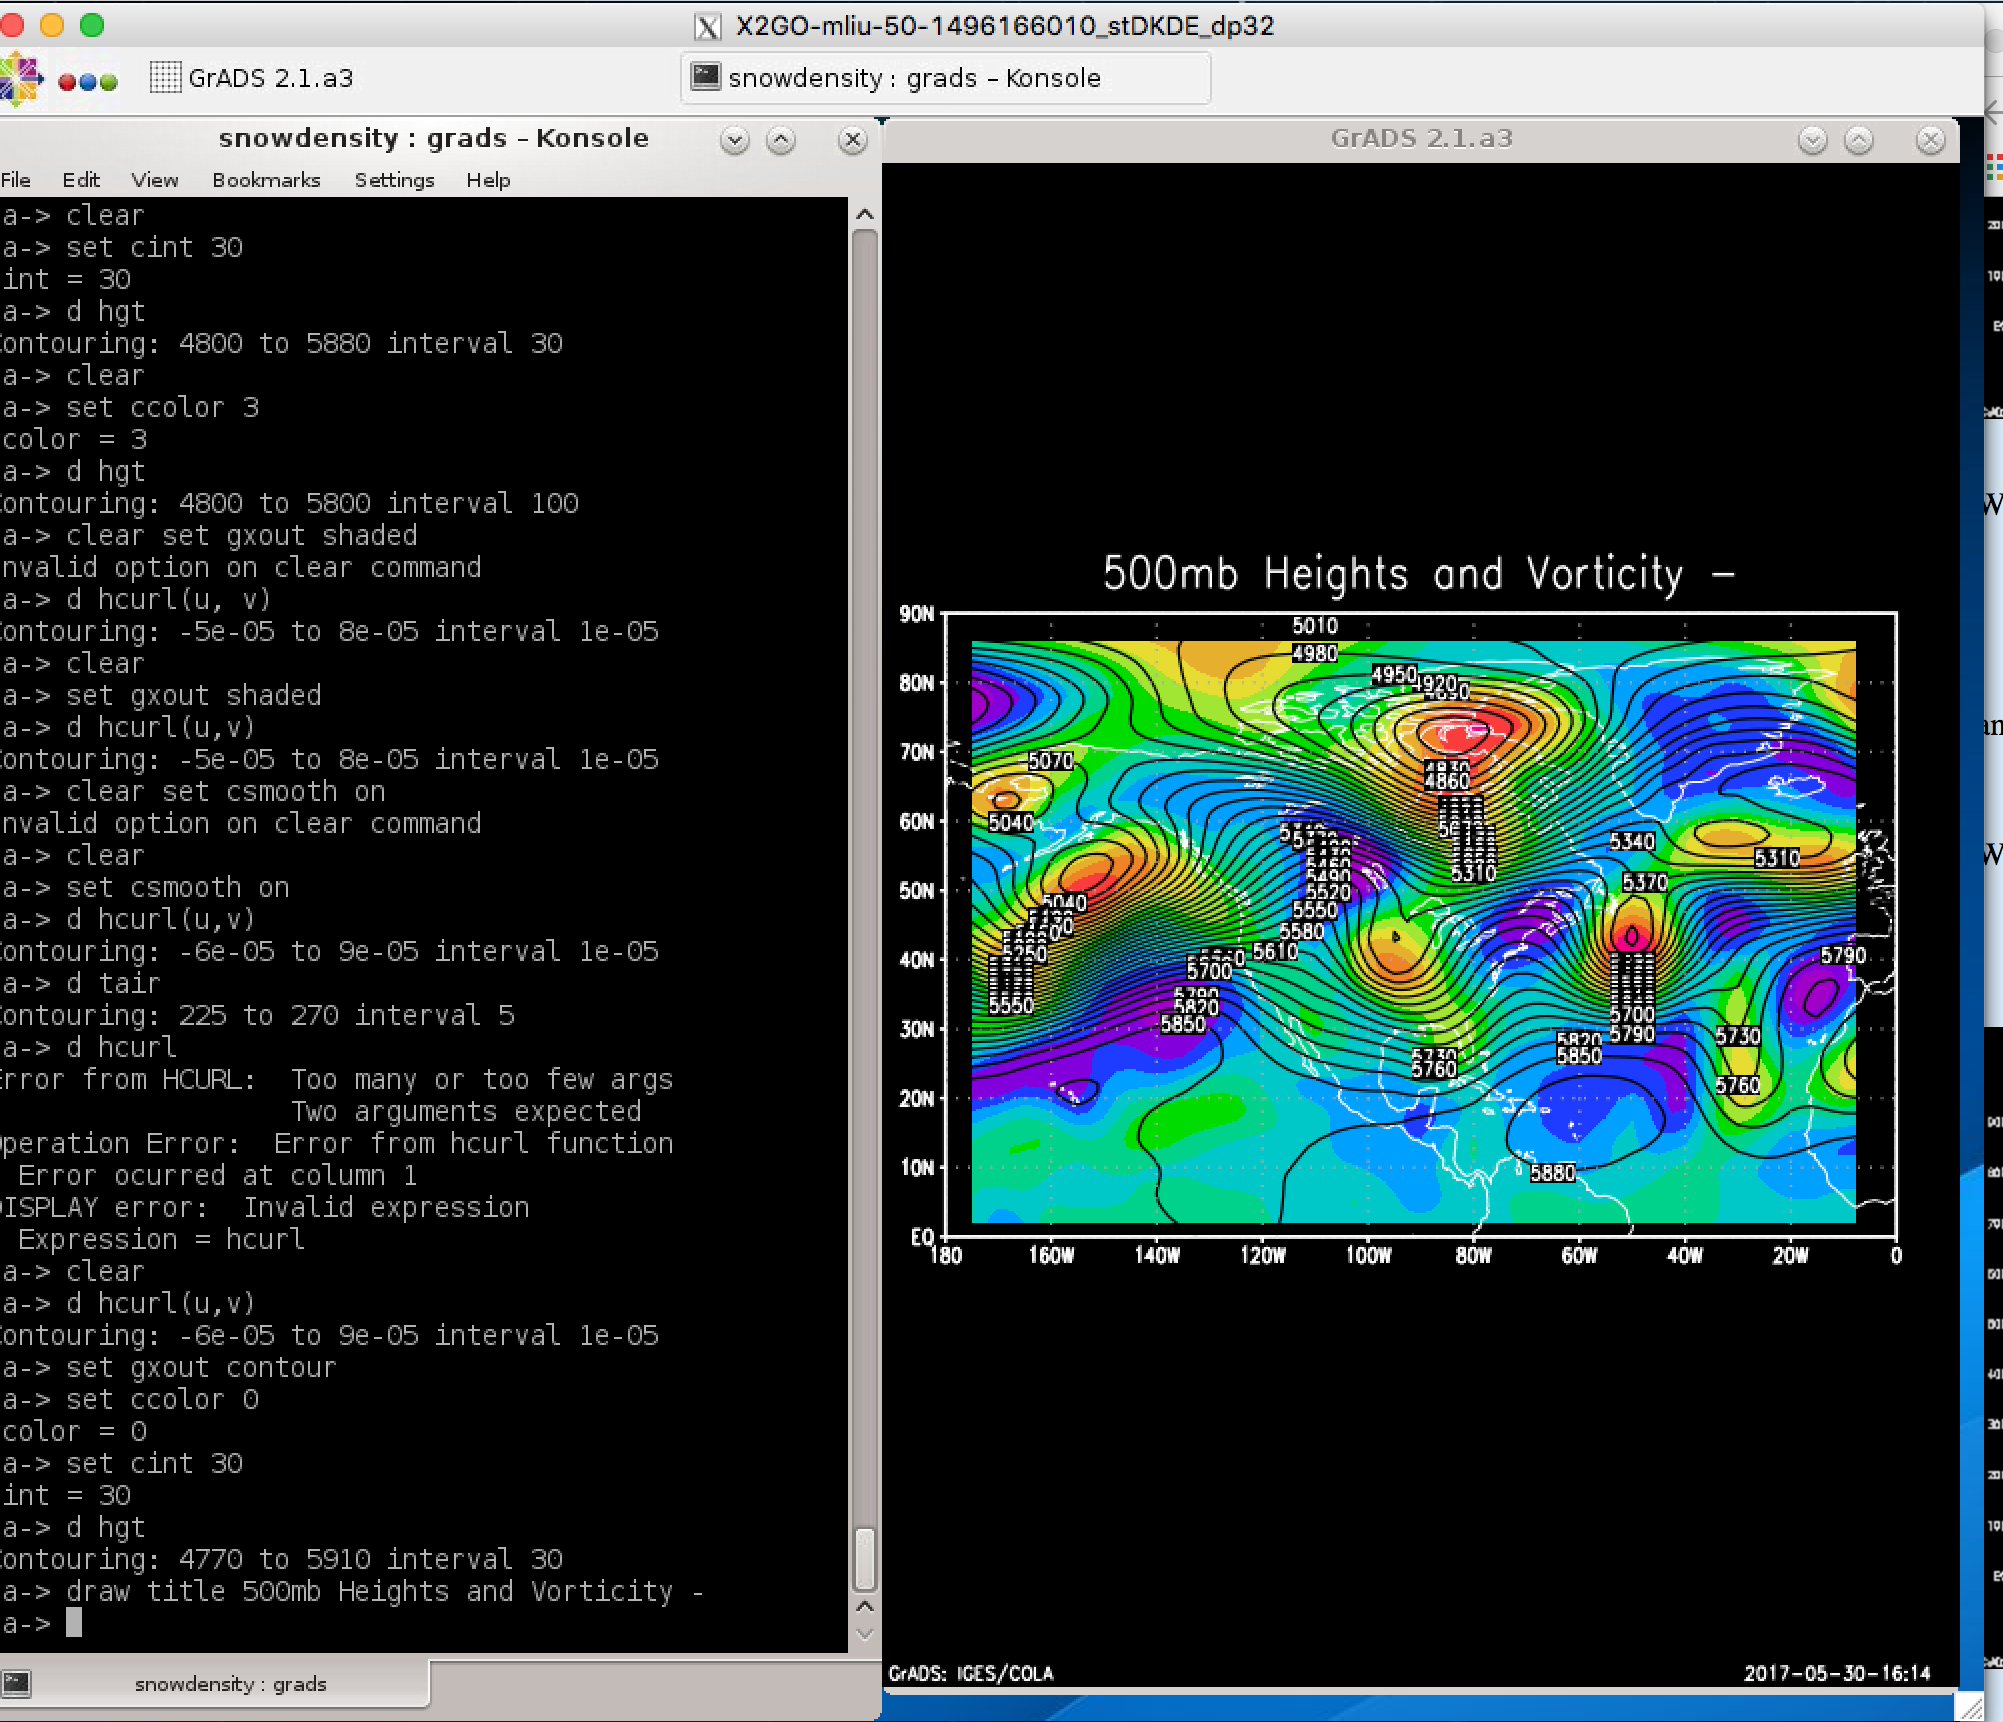 X2GO-mliu-50-1496166010_stDKDE_dp32
GrADS 2.1.a3
snowdensity : grads – Konsole
snowdensity : grads – Konsole
File Edit View Bookmarks Settings Help
a-> clear
a-> set cint 30
int = 30
a-> d hgt
ontouring: 4800 to 5880 interval 30
a-> clear
a-> set ccolor 3
color = 3
a-> d hgt
ontouring: 4800 to 5800 interval 100
a-> clear set gxout shaded
nvalid option on clear command
a-> d hcurl(u, v)
ontouring: -5e-05 to 8e-05 interval 1e-05
a-> clear
a-> set gxout shaded
a-> d hcurl(u,v)
ontouring: -5e-05 to 8e-05 interval 1e-05
a-> clear set csmooth on
nvalid option on clear command
a-> clear
a-> set csmooth on
a-> d hcurl(u,v)
ontouring: -6e-05 to 9e-05 interval 1e-05
a-> d tair
ontouring: 225 to 270 interval 5
a-> d hcurl
rror from HCURL: Too many or too few args
Two arguments expected
peration Error: Error from hcurl function
Error ocurred at column 1
ISPLAY error: Invalid expression
Expression = hcurl
a-> clear
a-> d hcurl(u,v)
ontouring: -6e-05 to 9e-05 interval 1e-05
a-> set gxout contour
a-> set ccolor 0
color = 0
a-> set cint 30
int = 30
a-> d hgt
ontouring: 4770 to 5910 interval 30
a-> draw title 500mb Heights and Vorticity -
a->
snowdensity : grads
GrADS 2.1.a3
500mb Heights and Vorticity -
90N
80N
70N
60N
50N
40N
30N
20N
10N
EQ
180 160W 140W 120W 100W 80W 60W 40W 20W 0
5010
4980
4950
4920
4890
5070
4830
4860
5040
5340
5310
5310
5370
5040
5490
5520
5550
5580
5610
5700
5790
5550
5790
5820
5850
5700
5790
5820
5850
5730
5730
5760
5760
5880
GrADS: IGES/COLA
2017-05-30-16:14